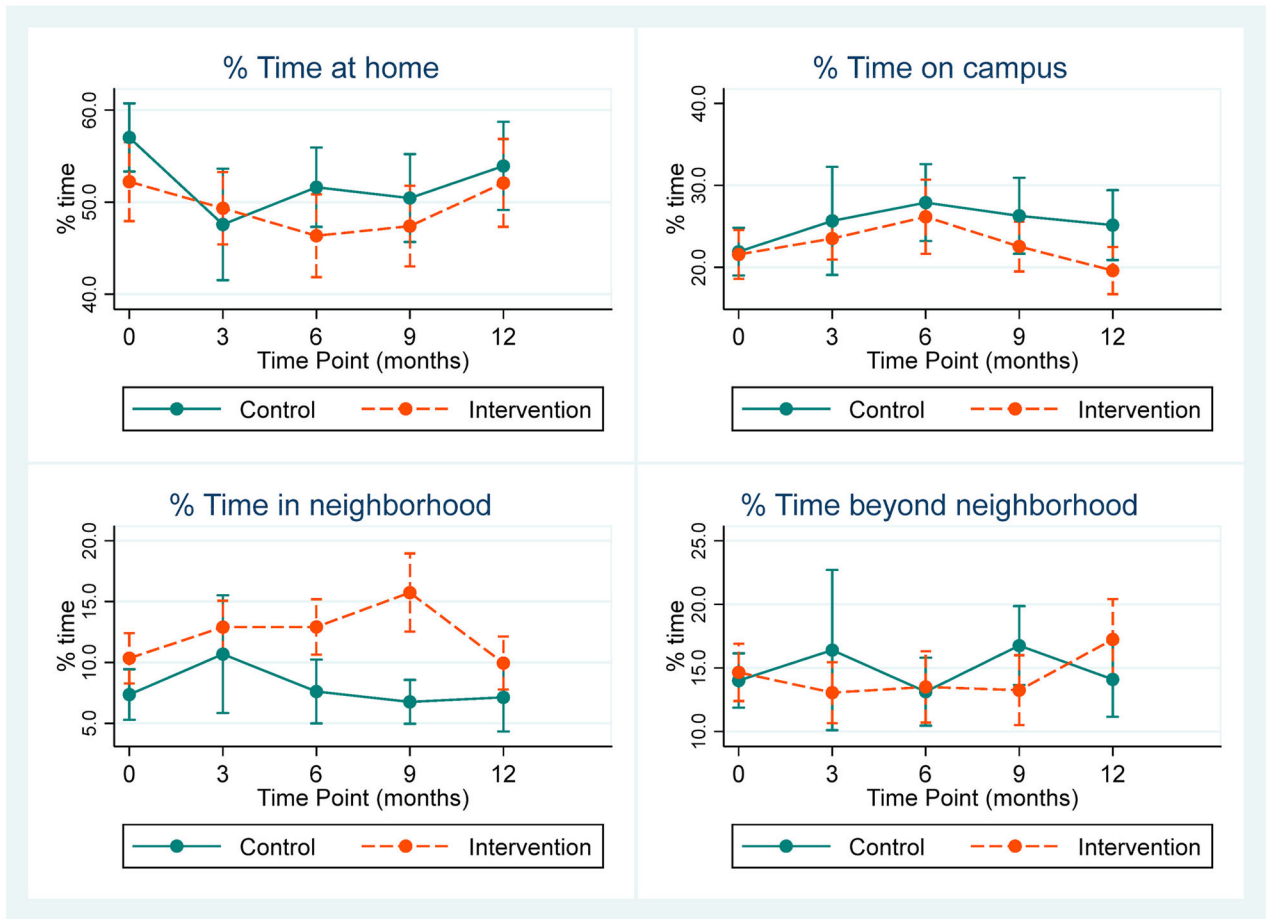 % Time at home
% time
60.0
50.0
40.0
0 3 6 9 12
Time Point (months)
Control Intervention
% Time on campus
% time
40.0
30.0
20.0
0 3 6 9 12
Time Point (months)
Control Intervention
% Time in neighborhood
% time
20.0
15.0
10.0
5.0
0 3 6 9 12
Time Point (months)
Control Intervention
% Time beyond neighborhood
% time
25.0
20.0
15.0
10.0
0 3 6 9 12
Time Point (months)
Control Intervention